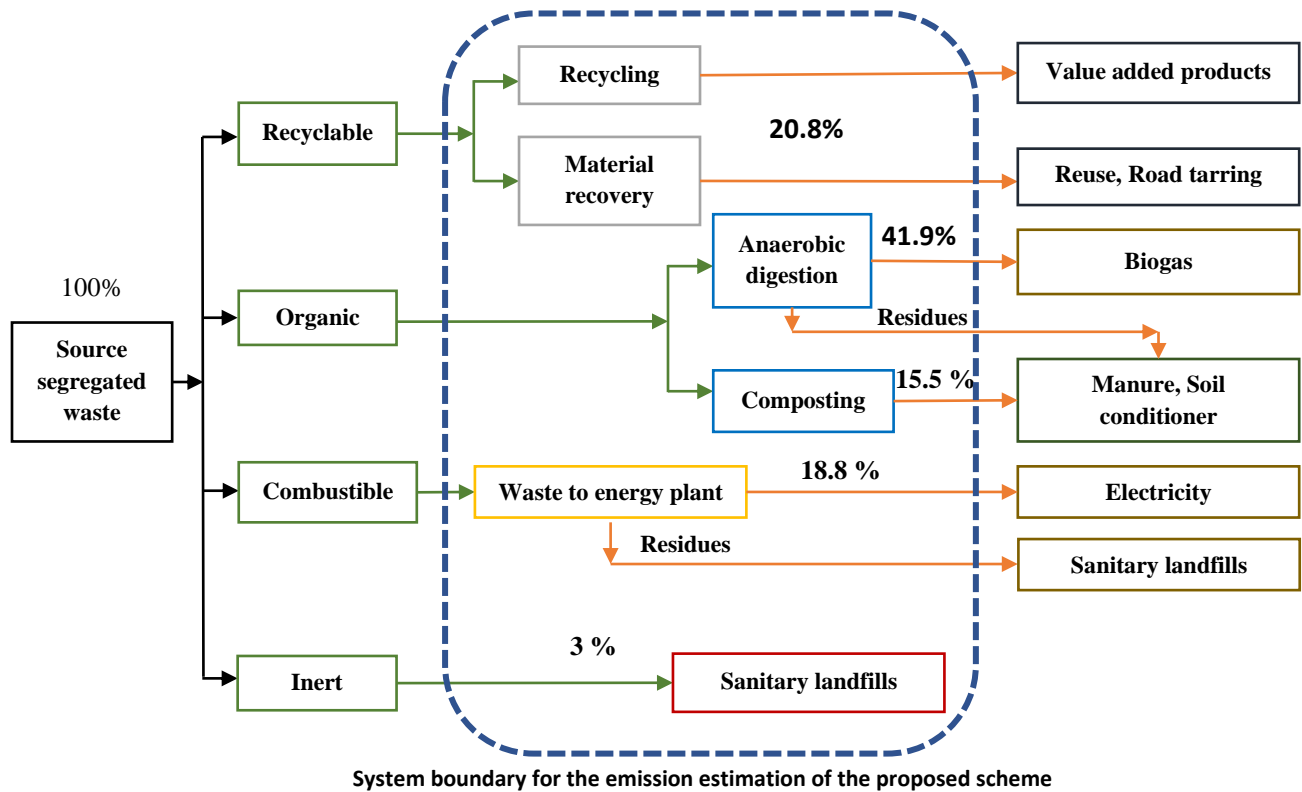 Recycling
Value added products
Recyclable
20.8%
Material
recovery
Reuse, Road tarring
Anaerobic
digestion
41.9%
Biogas
100%
Organic
Residues
Source
segregated
waste
Composting
15.5 %
Manure, Soil
conditioner
Combustible
Waste to energy plant
18.8 %
Electricity
Residues
Sanitary landfills
3 %
Inert
Sanitary landfills
System boundary for the emission estimation of the proposed scheme